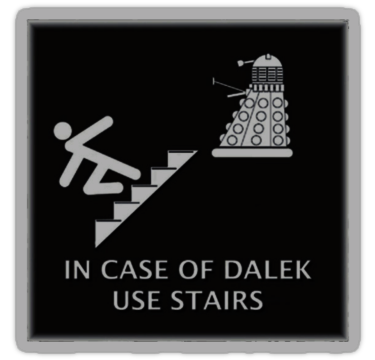 IN CASE OF DALEK
USE STAIRS